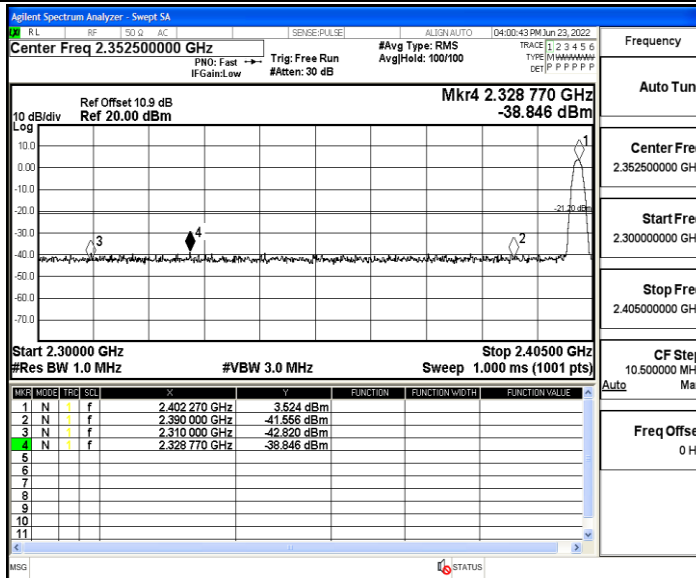 Agilent Spectrum Analyzer - Swept SA
RL RF 50 Ω AC SENSE:PULSE ALIGN AUTO 04:00:43 PM Jun 23, 2022
Center Freq 2.352500000 GHz
PNO: Fast
IFGain:Low
Trig: Free Run
#Atten: 30 dB
#Avg Type: RMS
Avg|Hold: 100/100
TRACE 1 2 3 4 5 6
TYPE M W W W W W
DET P P P P P P
Mkr4 2.328 770 GHz
-38.846 dBm
Ref Offset 10.9 dB
10 dB/div Ref 20.00 dBm
Log
10.0
0.00
-10.0
-20.0
-30.0
-40.0
-50.0
-60.0
-70.0
1
-21.20 dBm
3
4
2
Start 2.30000 GHz Stop 2.40500 GHz
#Res BW 1.0 MHz #VBW 3.0 MHz Sweep 1.000 ms (1001 pts)
MKR MODE TRC SCL X Y FUNCTION FUNCTION WIDTH FUNCTION VALUE
1 N 1 f 2.402 270 GHz 3.524 dBm
2 N 1 f 2.390 000 GHz -41.556 dBm
3 N 1 f 2.310 000 GHz -42.820 dBm
4 N 1 f 2.328 770 GHz -38.846 dBm
5
6
7
8
9
10
11
MSG STATUS
Frequency
Auto Tun
Center Fre
2.352500000 GH
Start Fre
2.300000000 GH
Stop Fre
2.405000000 GH
CF Ste
10.500000 MH
Auto Ma
Freq Offse
0 H